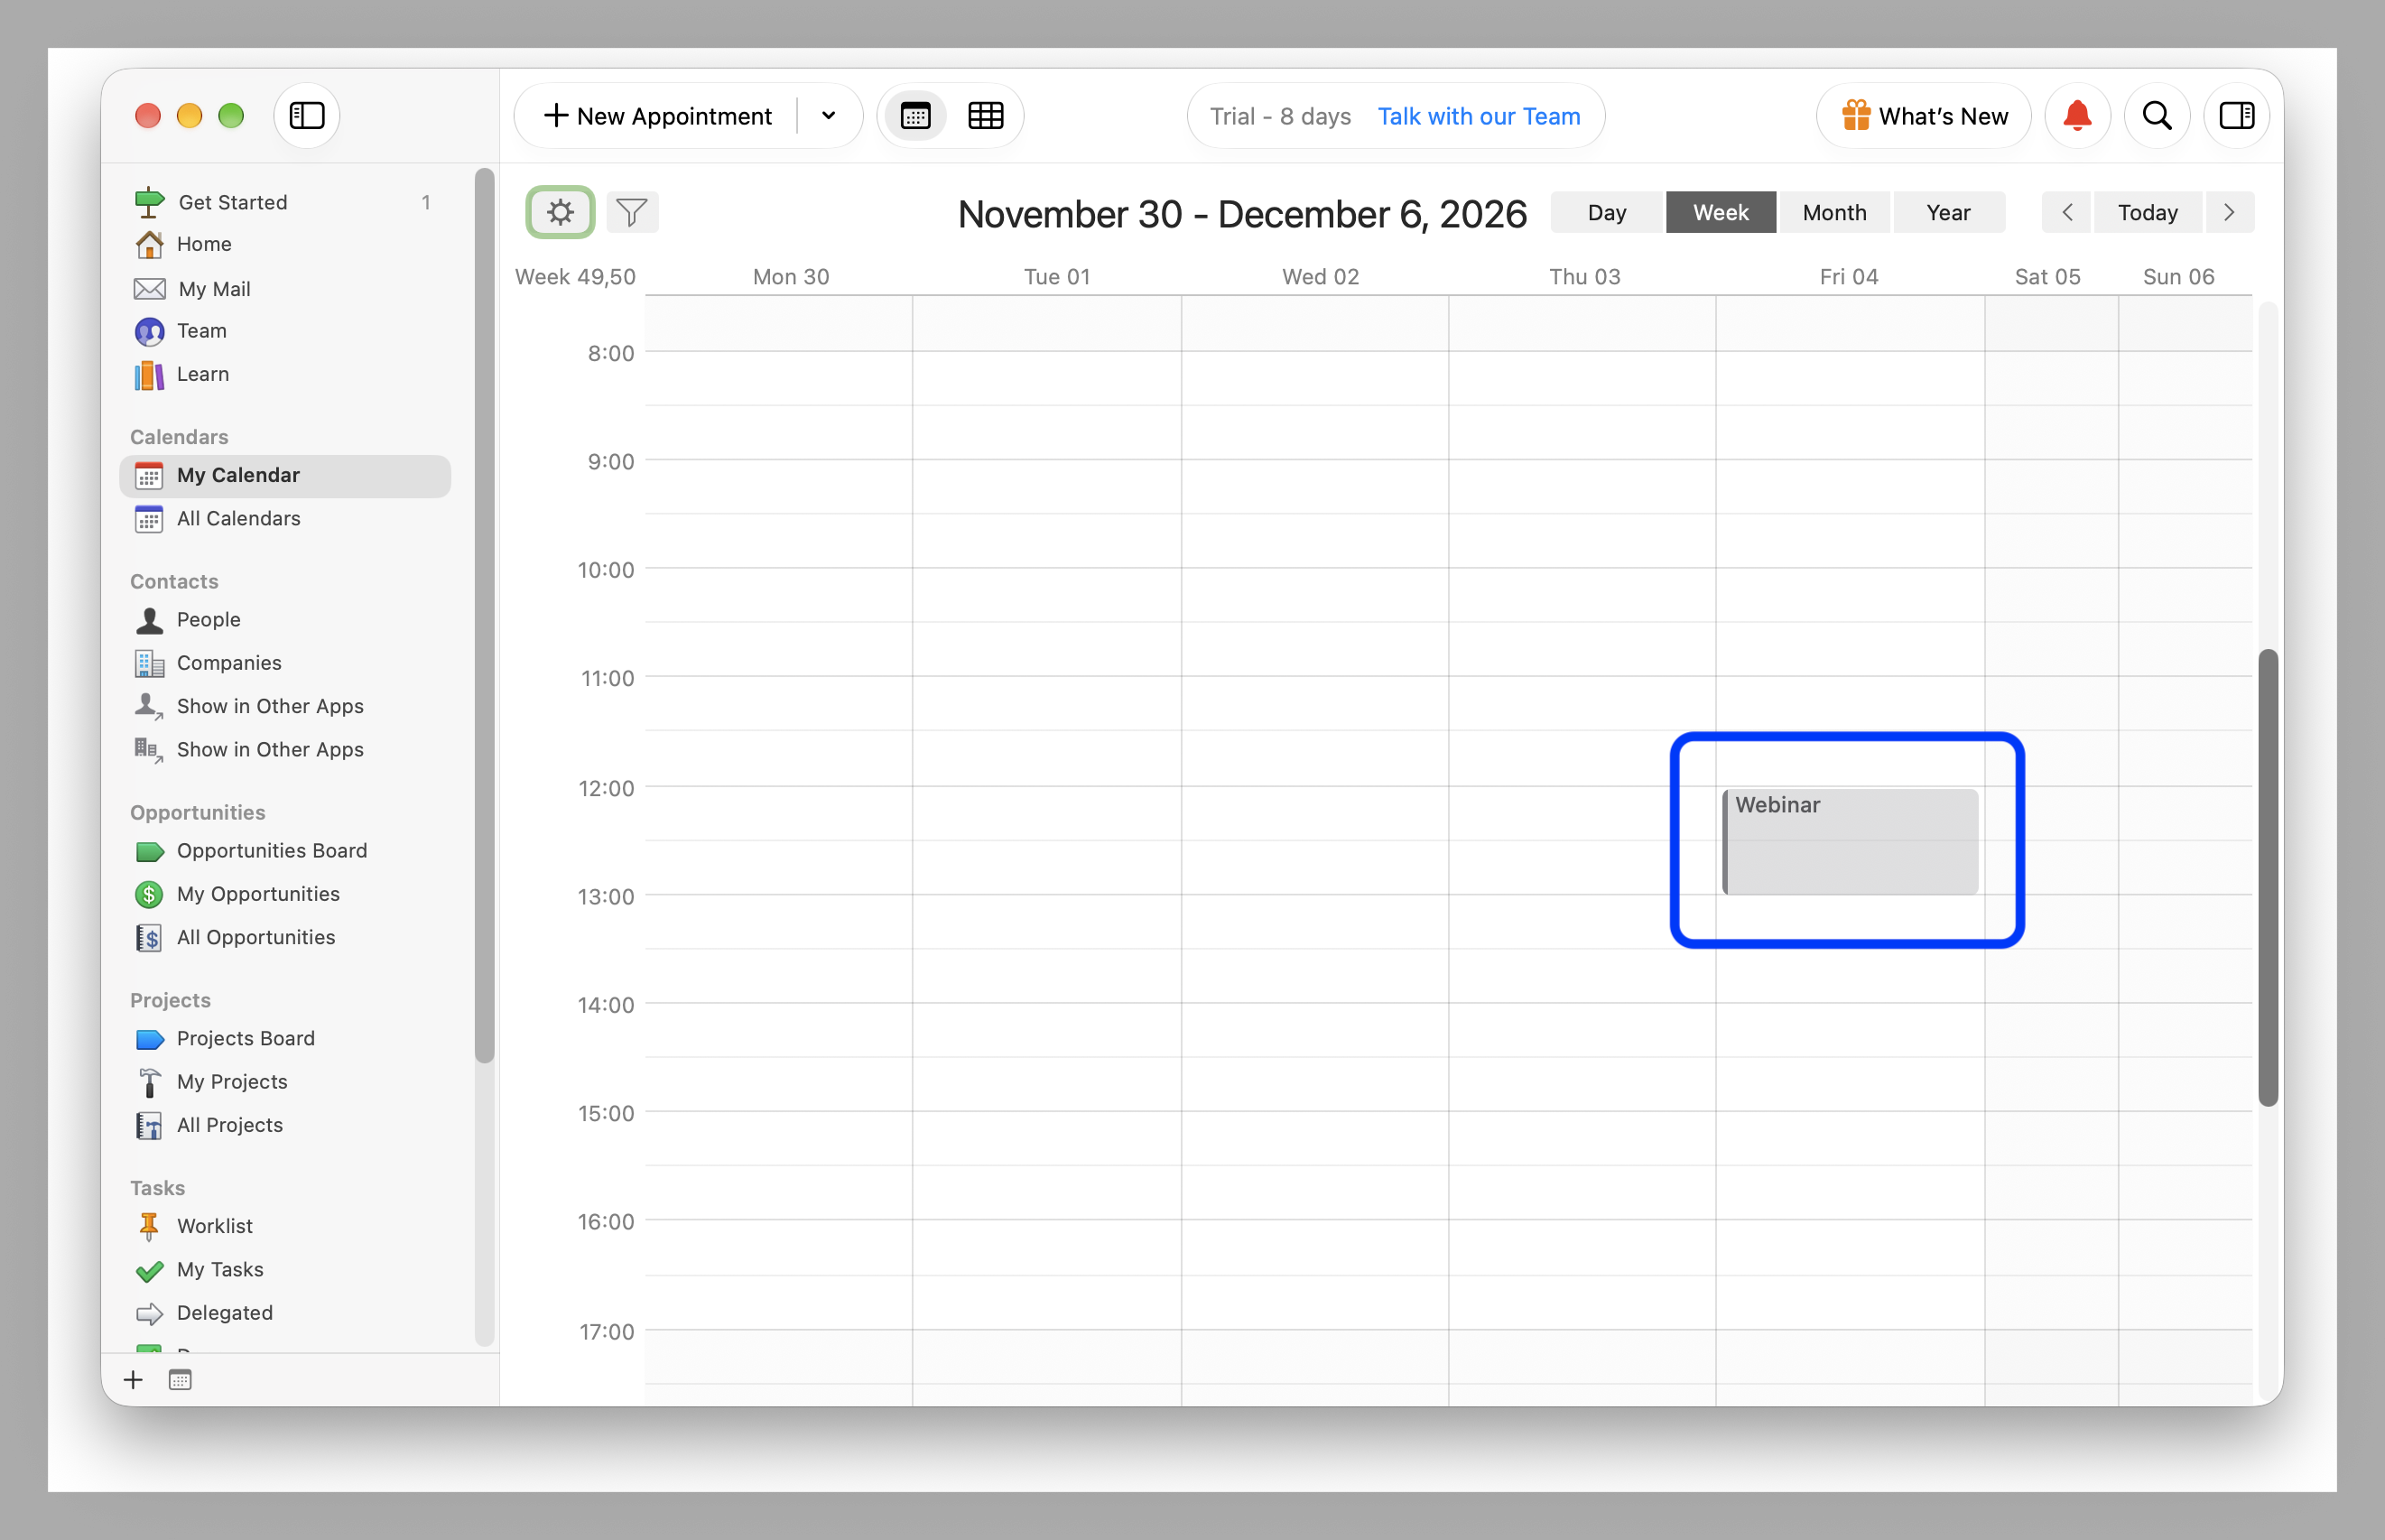 New Appointment
Trial - 8 days Talk with our Team
What's New
Get Started 1
Home
My Mail
Team
Learn
Calendars
My Calendar
All Calendars
Contacts
People
Companies
Show in Other Apps
Show in Other Apps
Opportunities
Opportunities Board
My Opportunities
All Opportunities
Projects
Projects Board
My Projects
All Projects
Tasks
Worklist
My Tasks
Delegated
November 30 - December 6, 2026
Day Week Month Year
Today
Week 49,50 Mon 30 Tue 01 Wed 02 Thu 03 Fri 04 Sat 05 Sun 06
8:00
9:00
10:00
11:00
12:00
Webinar
13:00
14:00
15:00
16:00
17:00